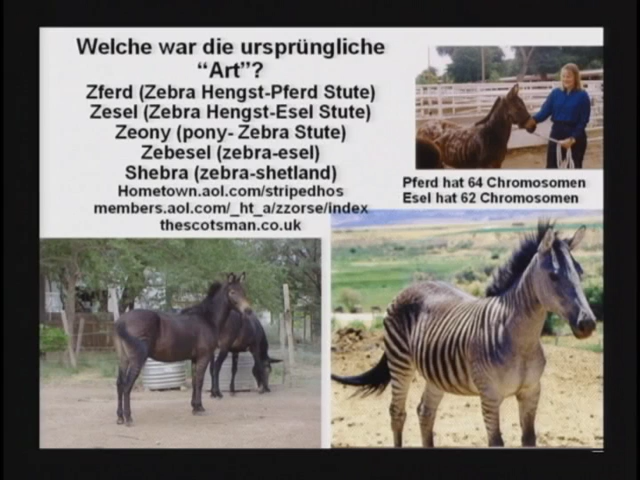 Welche war die ursprüngliche
“Art”?
Zferd (Zebra Hengst-Pferd Stute)
Zesel (Zebra Hengst-Esel Stute)
Zeony (pony- Zebra Stute)
Zebesel (zebra-esel)
Shebra (zebra-shetland)
Hometown.aol.com/stripedhos
members.aol.com/_ht_a/zzorse/index
thescotsman.co.uk
Pferd hat 64 Chromosomen
Esel hat 62 Chromosomen